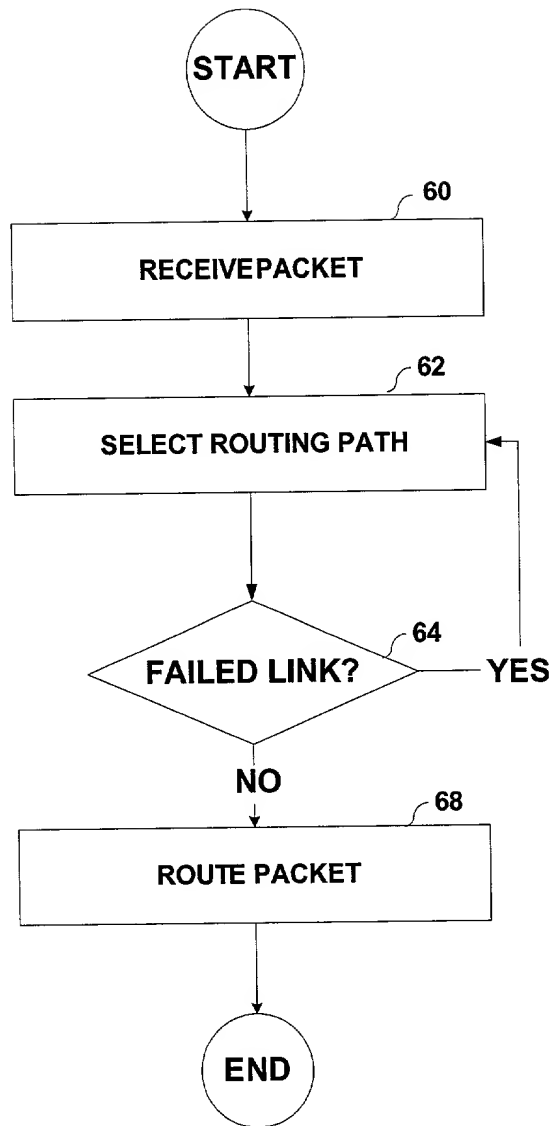 START
60
RECEIVEPACKET
62
SELECT ROUTING PATH
64
FAILED LINK?
YES
NO
68
ROUTE PACKET
END